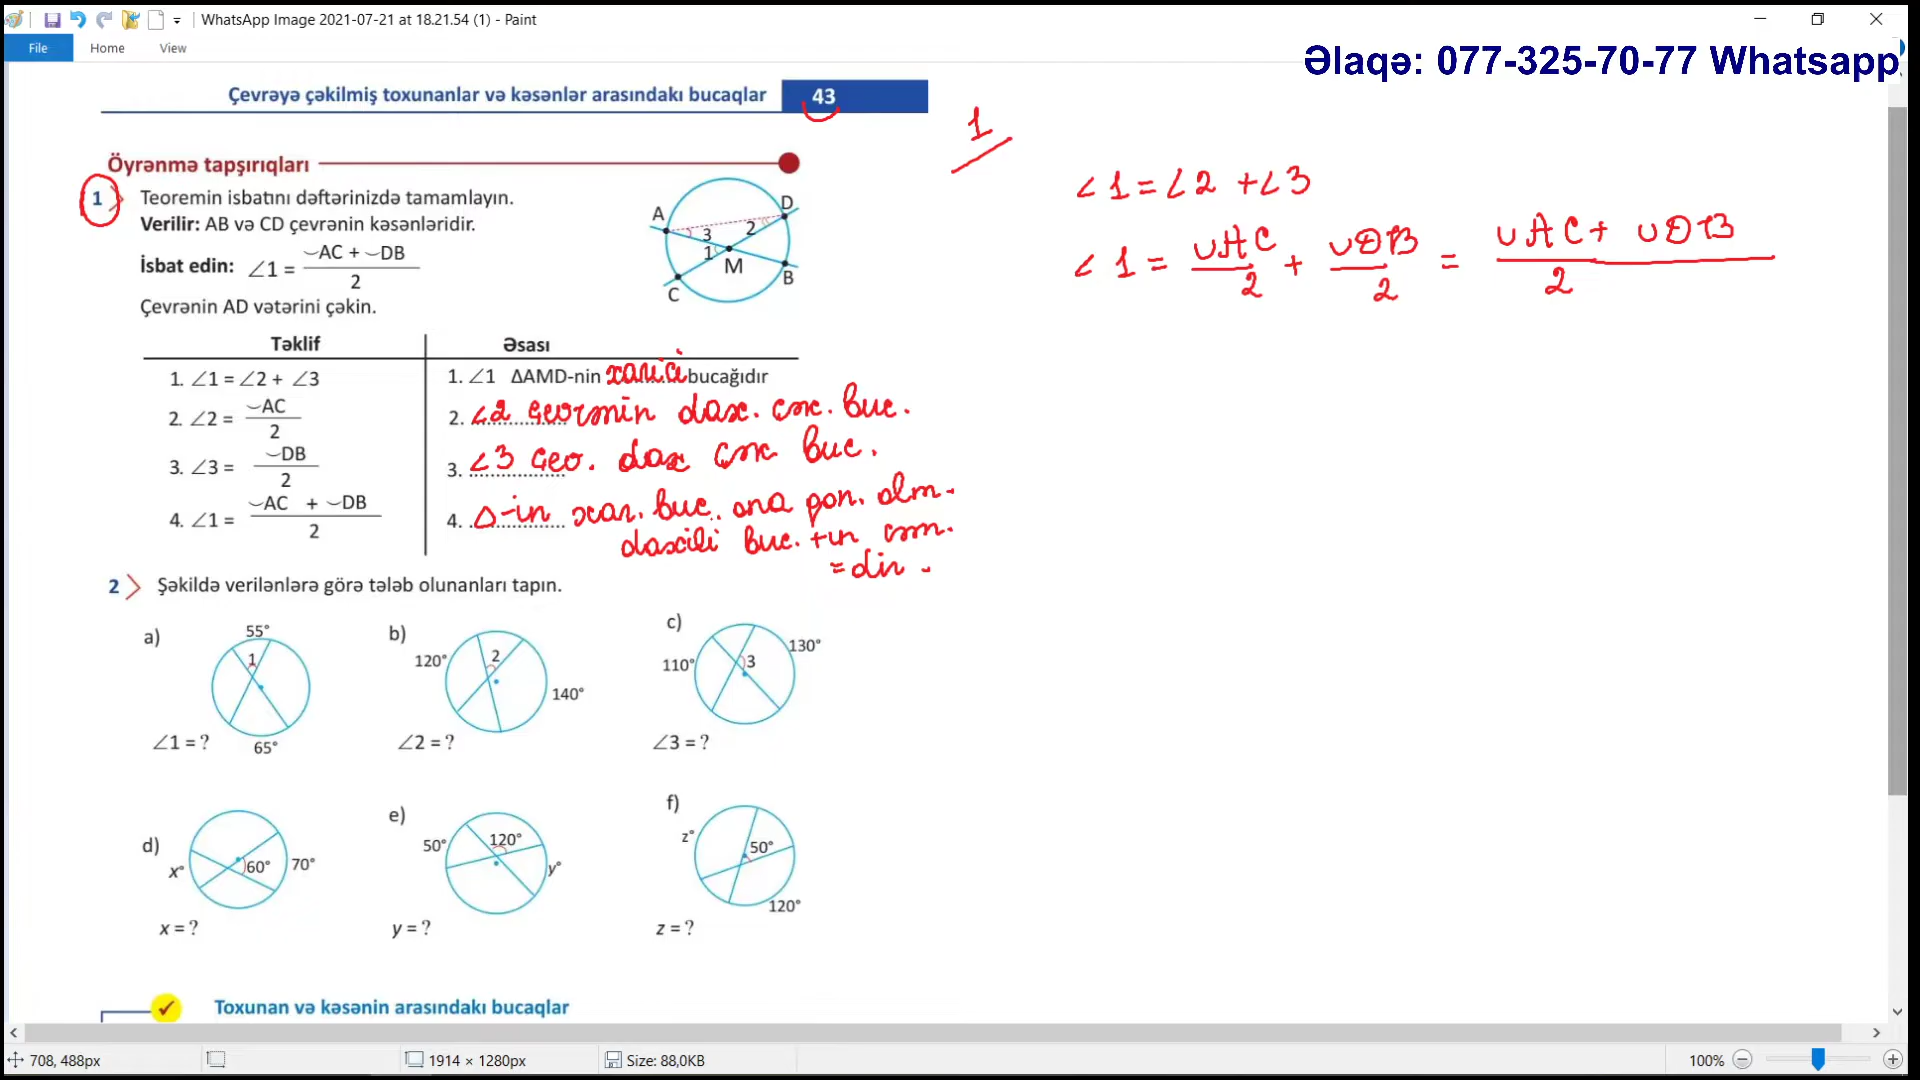 WhatsApp Image 2021-07-21 at 18.21.54 (1) - Paint
File Home View
Əlaqə: 077-325-70-77 Whatsapp
Çevrəyə çəkilmiş toxunanlar və kəsənlər arasındakı bucaqlar 43
Öyrənmə tapşırıqları
1 Teoremin isbatını dəftərinizdə tamamlayın.
Verilir: AB və CD çevrənin kəsənləridir.
İsbat edin: ∠1 = (⌣AC + ⌣DB)/2
Çevrənin AD vətərini çəkin.
A D 3 2 1 M B C
Təklif Əsası
1. ∠1 = ∠2 + ∠3 1. ∠1 ΔAMD-nin xarici bucağıdır
2. ∠2 = ⌣AC/2 2. ∠2 çevrənin dax. çək. buc.
3. ∠3 = ⌣DB/2 3. ∠3 çev. dax çək buc.
4. ∠1 = (⌣AC + ⌣DB)/2 4. Δ-in xar. buc. ona qon. olm.
daxili buc. +ın cəm.
=dir.
1
∠1 = ∠2 + ∠3
∠1 = ∪AC/2 + ∪DB/2 = (∪AC + ∪DB)/2
2 Şəkildə verilənlərə görə tələb olunanları tapın.
a) 55° 1 65° ∠1 = ?
b) 120° 2 140° ∠2 = ?
c) 110° 3 130° ∠3 = ?
d) x° 60° 70° x = ?
e) 50° 120° y° y = ?
f) z° 50° 120° z = ?
Toxunan və kəsənin arasındakı bucaqlar
708, 488px 1914 × 1280px Size: 88,0KB 100%